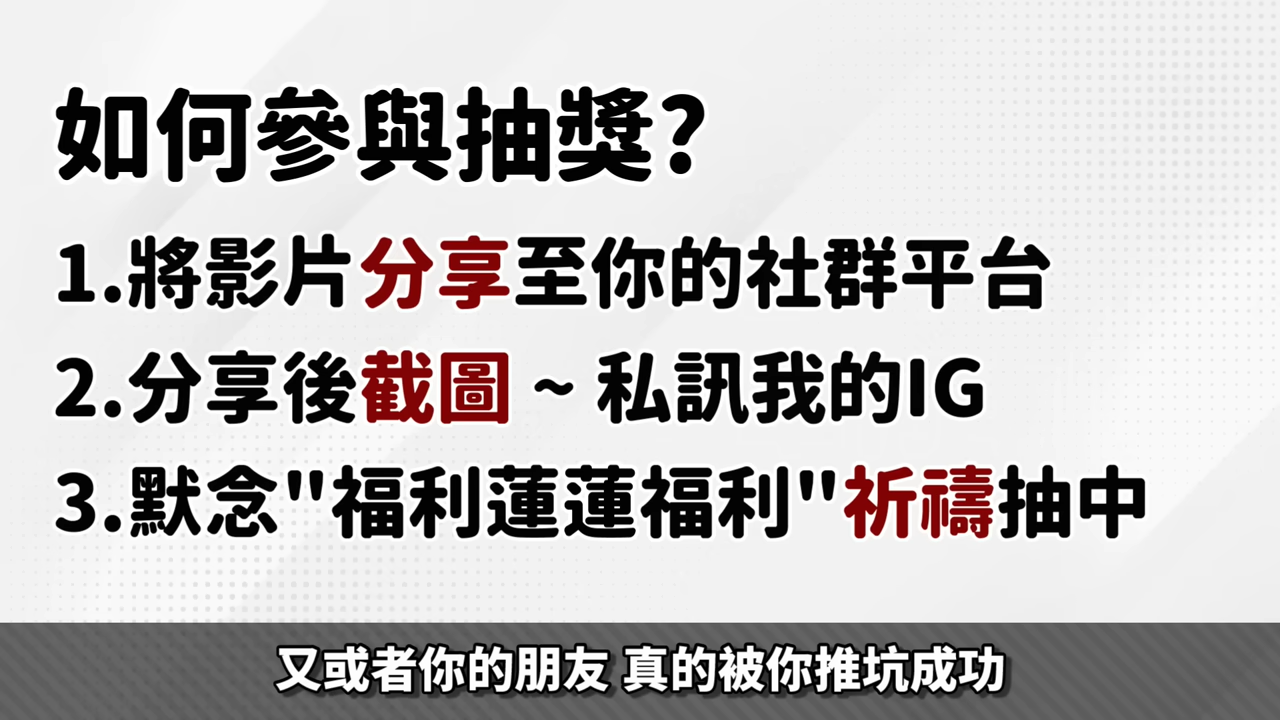 如何參與抽獎?
1.將影片分享至你的社群平台
2.分享後截圖 ~ 私訊我的IG
3.默念"福利蓮蓮福利"祈禱抽中
又或者你的朋友 真的被你推坑成功